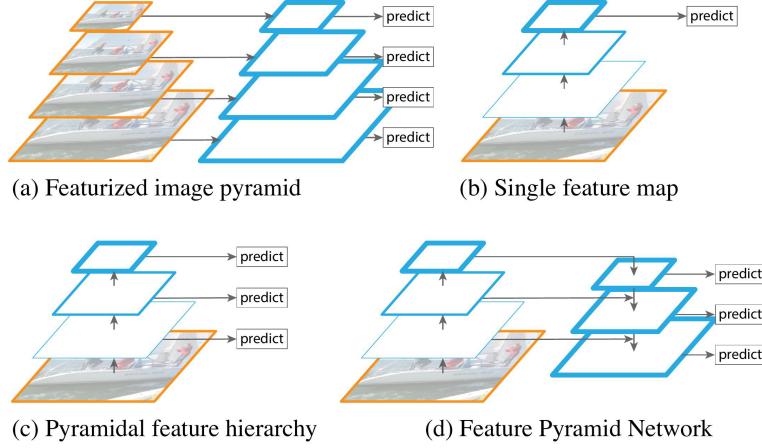 predict
predict
predict
predict
(a) Featurized image pyramid
predict
(b) Single feature map
predict
predict
predict
(c) Pyramidal feature hierarchy
predict
predict
predict
(d) Feature Pyramid Network